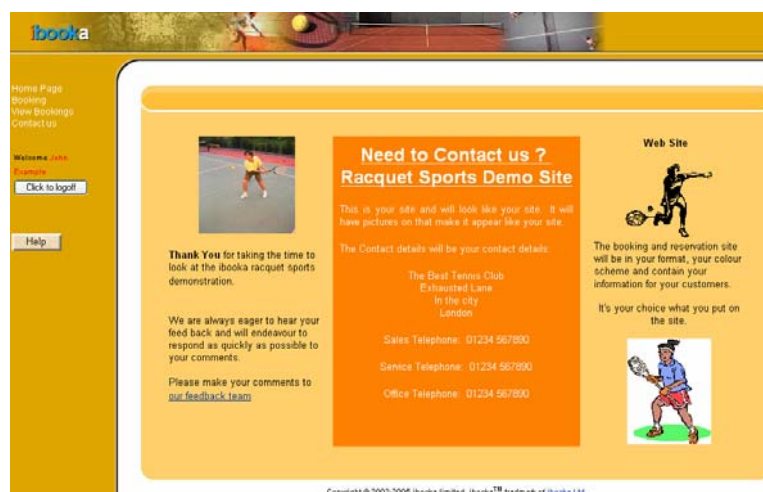 ibooka
Home Page
Booking
View Bookings
Contact us
Welcome John
Example
Click to logoff
Help
Thank You for taking the time to
look at the ibooka racquet sports
demonstration.
We are always eager to hear your
feed back and will endeavour to
respond as quickly as possible to
your comments.
Please make your comments to
our feedback team
Need to Contact us ?
Racquet Sports Demo Site
This is your site and will look like your site. It will
have pictures on that make it appear like your site.
The Contact details will be your contact details:
The Best Tennis Club
Exhausted Lane
In the city
London
Sales Telephone: 01234 567890
Service Telephone: 01234 567890
Office Telephone: 01234 567890
Web Site
The booking and reservation site
will be in your format, your colour
scheme and contain your
information for your customers.
It's your choice what you put on
the site.